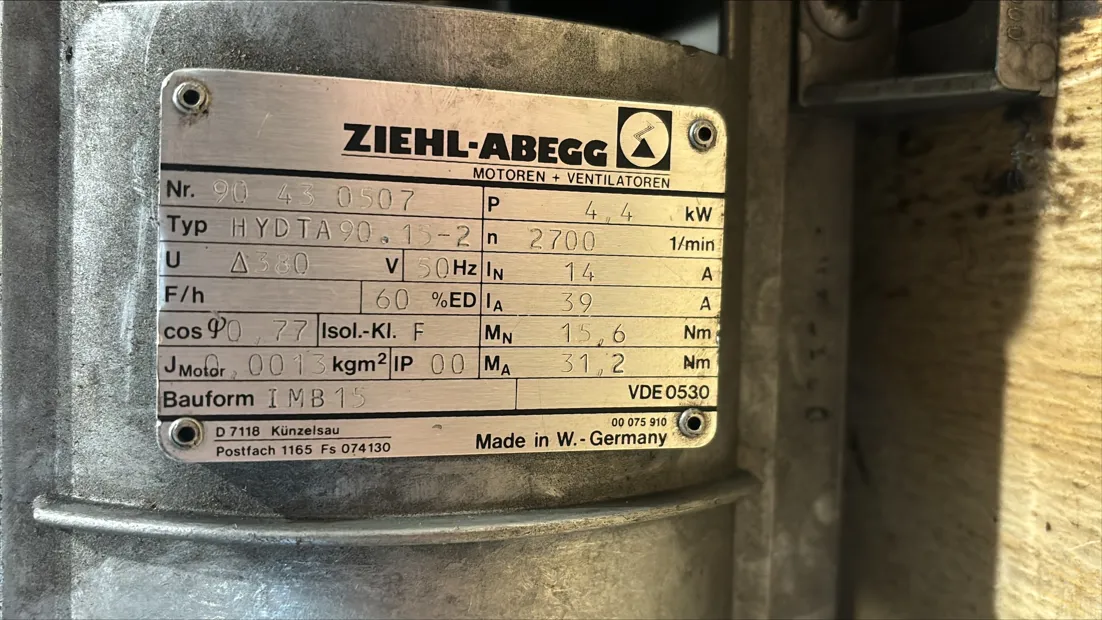 ZIEHL-ABEGG
MOTOREN + VENTILATOREN
Nr. 90 43 0507
P 4,4 kW
Typ HYDTA90.15-2
n 2700 1/min
U Δ380 V 50 Hz
IN 14 A
F/h 60 %ED
IA 39 A
cos φ 0,77 Isol.-Kl. F
MN 15,6 Nm
JMotor 0,0013 kgm² IP 00
MA 31,2 Nm
Bauform IMB15
VDE 0530
D 7118 Künzelsau
Postfach 1165 Fs 074130
00 075 910
Made in W.- Germany